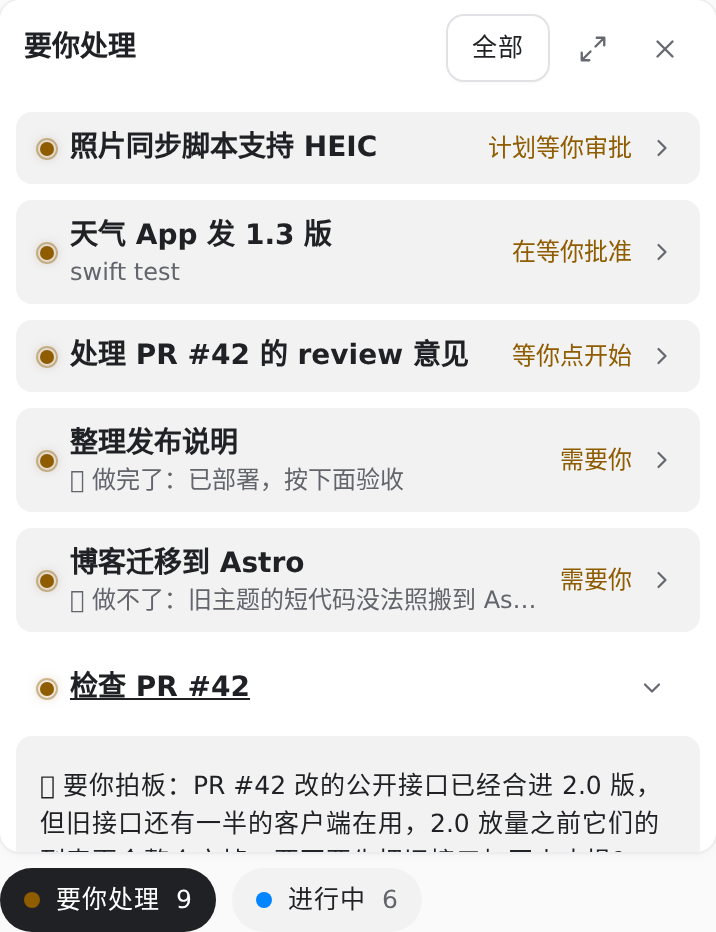 要你处理
全部
照片同步脚本支持 HEIC
计划等你审批
天气 App 发 1.3 版
swift test
在等你批准
处理 PR #42 的 review 意见
等你点开始
整理发布说明
做完了：已部署，按下面验收
需要你
博客迁移到 Astro
做不了：旧主题的短代码没法照搬到 As…
需要你
检查 PR #42
要你拍板：PR #42 改的公开接口已经合进 2.0 版，
但旧接口还有一半的客户端在用，2.0 放量之前它们的
要你处理 9
进行中 6